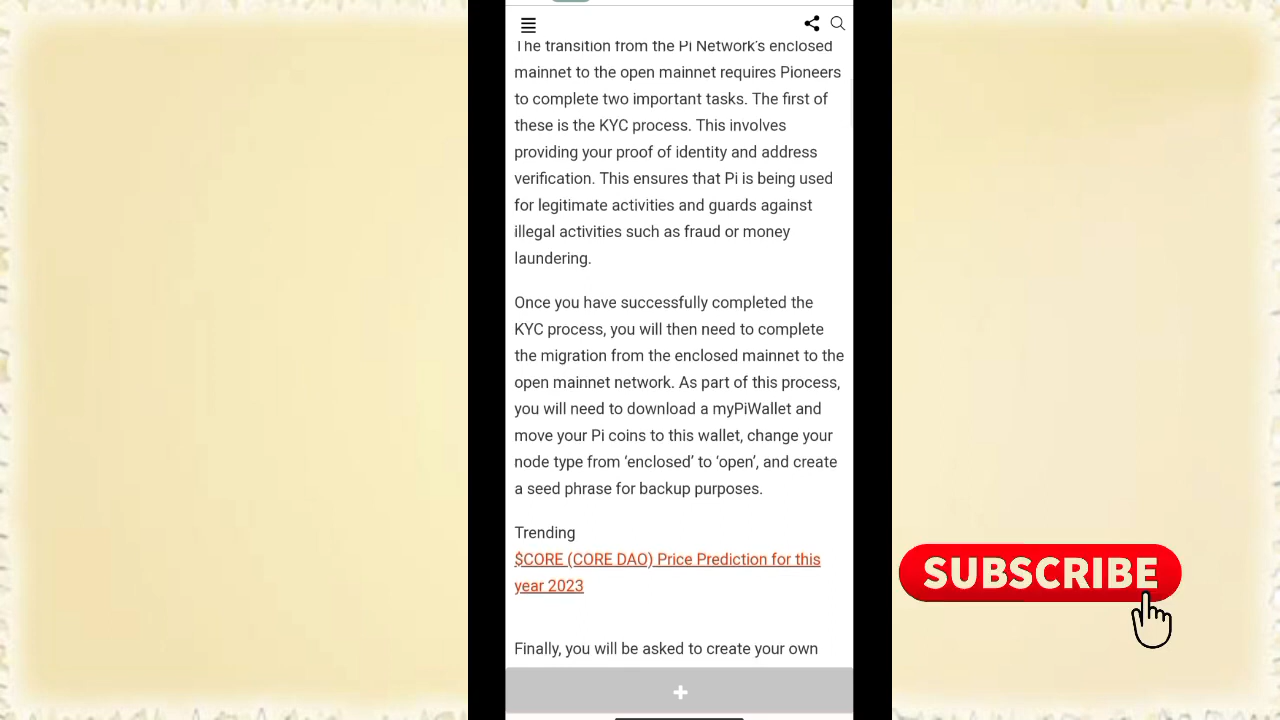 The transition from the Pi Network's enclosed
mainnet to the open mainnet requires Pioneers
to complete two important tasks. The first of
these is the KYC process. This involves
providing your proof of identity and address
verification. This ensures that Pi is being used
for legitimate activities and guards against
illegal activities such as fraud or money
laundering.
Once you have successfully completed the
KYC process, you will then need to complete
the migration from the enclosed mainnet to the
open mainnet network. As part of this process,
you will need to download a myPiWallet and
move your Pi coins to this wallet, change your
node type from ‘enclosed’ to ‘open’, and create
a seed phrase for backup purposes.
Trending
$CORE (CORE DAO) Price Prediction for this
year 2023
Finally, you will be asked to create your own
SUBSCRIBE